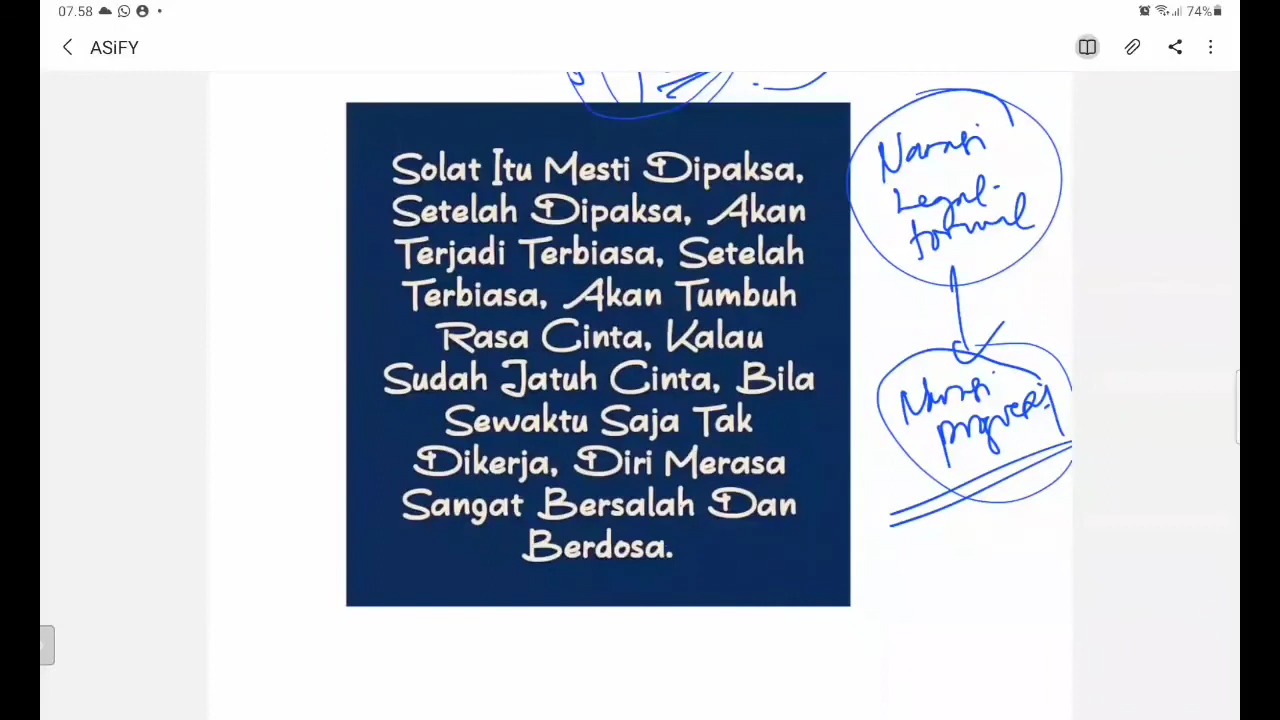 07.58
74%
ASiFY
Solat Itu Mesti Dipaksa,
Setelah Dipaksa, Akan
Terjadi Terbiasa, Setelah
Terbiasa, Akan Tumbuh
Rasa Cinta, Kalau
Sudah Jatuh Cinta, Bila
Sewaktu Saja Tak
Dikerja, Diri Merasa
Sangat Bersalah Dan
Berdosa.
Narasi
Legal-
formal
Narasi